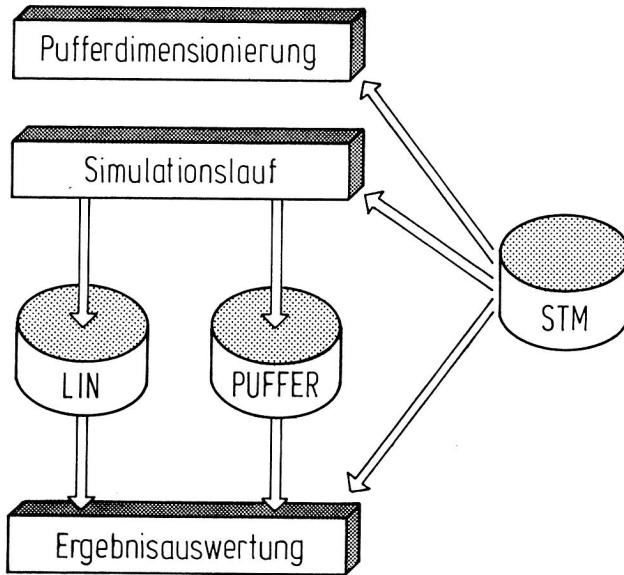 Pufferdimensionierung
Simulationslauf
STM
LIN
PUFFER
Ergebnisauswertung